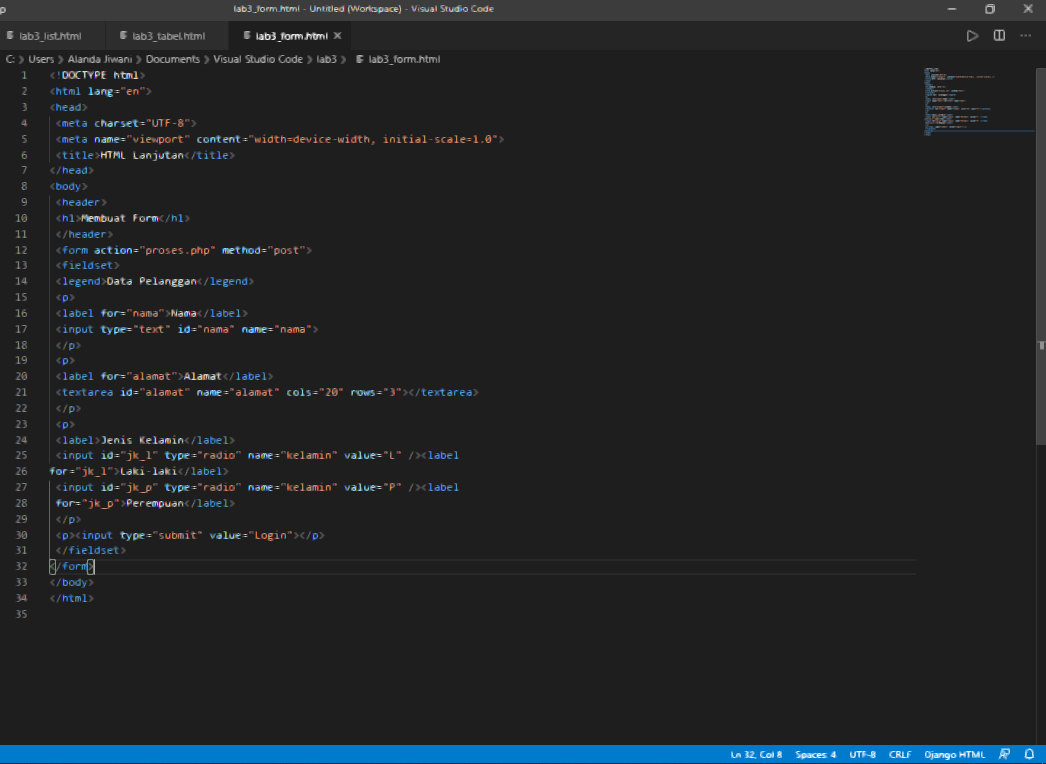 lab3_form.html - Untitled (Workspace) - Visual Studio Code
lab3_list.html lab3_tabel.html lab3_form.html
C: > Users > Alanda Jiwani > Documents > Visual Studio Code > lab3 > lab3_form.html
1 <!DOCTYPE html>
2 <html lang="en">
3 <head>
4 <meta charset="UTF-8">
5 <meta name="viewport" content="width=device-width, initial-scale=1.0">
6 <title>HTML Lanjutan</title>
7 </head>
8 <body>
9 <header>
10 <h1>Membuat Form</h1>
11 </header>
12 <form action="proses.php" method="post">
13 <fieldset>
14 <legend>Data Pelanggan</legend>
15 <p>
16 <label for="nama">Nama</label>
17 <input type="text" id="nama" name="nama">
18 </p>
19 <p>
20 <label for="alamat">Alamat</label>
21 <textarea id="alamat" name="alamat" cols="20" rows="3"></textarea>
22 </p>
23 <p>
24 <label>Jenis Kelamin</label>
25 <input id="jk_l" type="radio" name="kelamin" value="L" /><label
26 for="jk_l">Laki-laki</label>
27 <input id="jk_p" type="radio" name="kelamin" value="P" /><label
28 for="jk_p">Perempuan</label>
29 </p>
30 <p><input type="submit" value="Login"></p>
31 </fieldset>
32 </form>
33 </body>
34 </html>
35
Ln 32, Col 8 Spaces: 4 UTF-8 CRLF Django HTML